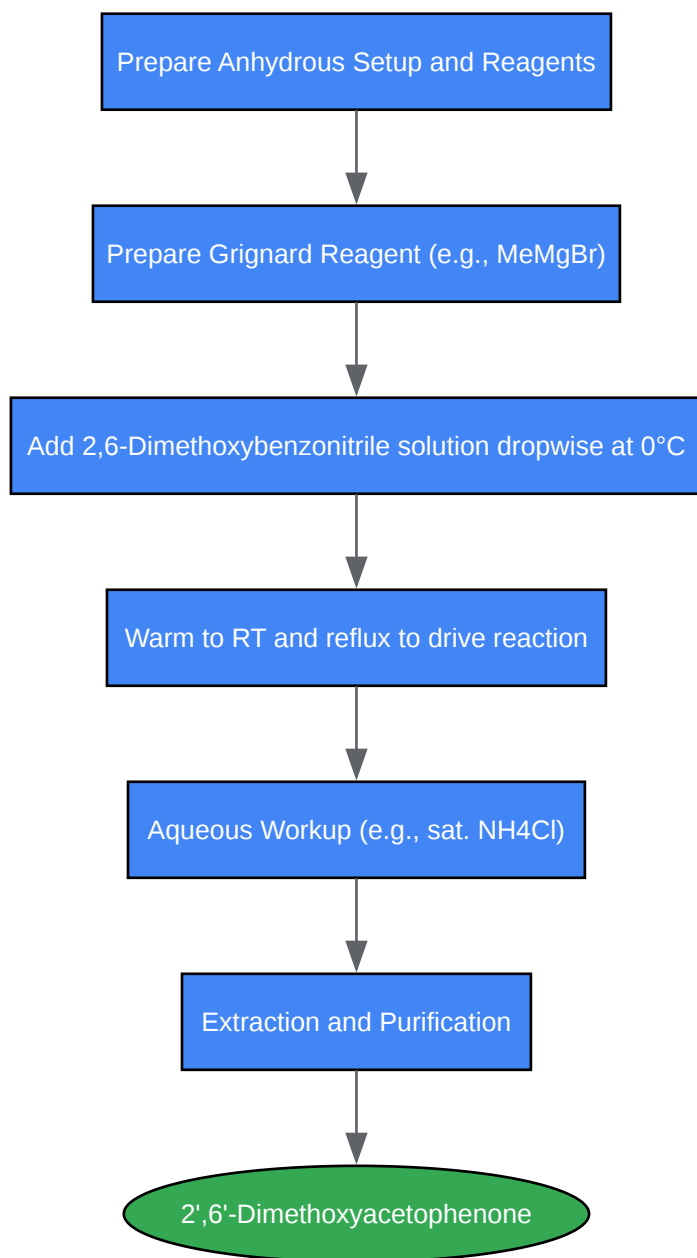 Prepare Anhydrous Setup and Reagents
Prepare Grignard Reagent (e.g., MeMgBr)
Add 2,6-Dimethoxybenzonitrile solution dropwise at 0°C
Warm to RT and reflux to drive reaction
Aqueous Workup (e.g., sat. NH4Cl)
Extraction and Purification
2',6'-Dimethoxyacetophenone